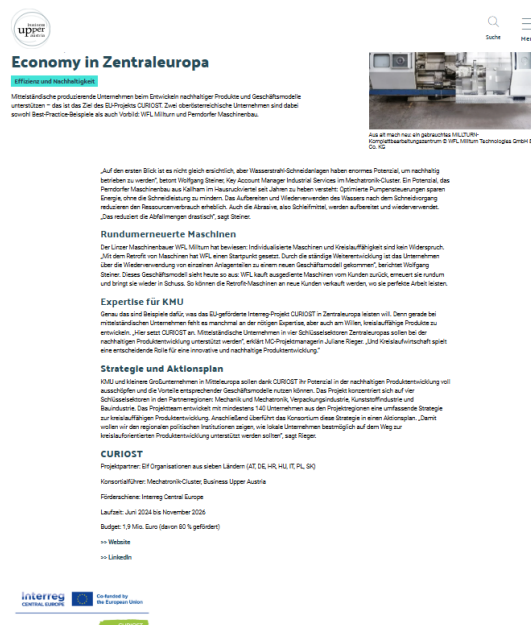 business
upper
austria
Suche
Economy in Zentraleuropa
Effizienz und Nachhaltigkeit
Mittelständische produzierende Unternehmen beim Entwickeln nachhaltiger Produkte und Geschäftsmodelle
unterstützen – das ist das Ziel des EU-Projekts CURIOST. Zwei oberösterreichische Unternehmen sind dabei
sowohl Best-Practice-Beispiele als auch Vorbild: WFL Millturn und Perndorfer Maschinenbau.
Aus alt mach neu: ein gebrauchtes MILLTURN-
Komplettbearbeitungszentrum © WFL Millturn Technologies GmbH &
Co. KG
„Auf den ersten Blick ist es nicht gleich ersichtlich, aber Wasserstrahl-Schneidanlagen haben enormes Potenzial, um nachhaltig
betrieben zu werden“, betont Wolfgang Steiner, Key Account Manager Industrial Services im Mechatronik-Cluster. Ein Potenzial, das
Perndorfer Maschinenbau aus Kallham im Hausruckviertel seit Jahren zu heben versteht: Optimierte Pumpensteuerungen sparen
Energie, ohne die Schneidleistung zu mindern. Das Aufbereiten und Wiederverwenden des Wassers nach dem Schneidvorgang
reduzieren den Ressourcenverbrauch erheblich. Auch die Abrasive, also Schleifmittel, werden aufbereitet und wiederverwendet.
„Das reduziert die Abfallmengen drastisch“, sagt Steiner.
Rundumerneuerte Maschinen
Der Linzer Maschinenbauer WFL Millturn hat bewiesen: Individualisierte Maschinen und Kreislauffähigkeit sind kein Widerspruch.
„Mit dem Retrofit von Maschinen hat WFL einen Startpunkt gesetzt. Durch die ständige Weiterentwicklung ist das Unternehmen
über die Wiederverwendung von einzelnen Anlagenteilen zu einem neuen Geschäftsmodell gekommen“, berichtet Wolfgang
Steiner. Dieses Geschäftsmodell sieht heute so aus: WFL kauft ausgediente Maschinen vom Kunden zurück, erneuert sie rundum
und bringt sie wieder in Schuss. So können die Retrofit-Maschinen an neue Kunden verkauft werden, wo sie perfekte Arbeit leisten.
Expertise für KMU
Genau das sind Beispiele dafür, was das EU-geförderte Interreg-Projekt CURIOST in Zentraleuropa leisten will. Denn gerade bei
mittelständischen Unternehmen fehlt es manchmal an der nötigen Expertise, aber auch am Willen, kreislauffähige Produkte zu
entwickeln. „Hier setzt CURIOST an. Mittelständische Unternehmen in vier Schlüsselsektoren Zentraleuropas sollen bei der
nachhaltigen Produktentwicklung unterstützt werden“, erklärt MC-Projektmanagerin Juliane Rieger. „Und Kreislaufwirtschaft spielt
eine entscheidende Rolle für eine innovative und nachhaltige Produktentwicklung.“
Strategie und Aktionsplan
KMU und kleinere Großunternehmen in Mitteleuropa sollen dank CURIOST ihr Potenzial in der nachhaltigen Produktentwicklung voll
ausschöpfen und die Vorteile entsprechender Geschäftsmodelle nutzen können. Das Projekt konzentriert sich auf vier
Schlüsselsektoren in den Partnerregionen: Mechanik und Mechatronik, Verpackungsindustrie, Kunststoffindustrie und
Bauindustrie. Das Projektteam entwickelt mit mindestens 140 Unternehmen aus den Projektregionen eine umfassende Strategie
zur kreislauffähigen Produktentwicklung. Anschließend überführt das Konsortium diese Strategie in einen Aktionsplan. „Damit
wollen wir den regionalen politischen Institutionen zeigen, wie lokale Unternehmen bestmöglich auf dem Weg zur
kreislauforientierten Produktentwicklung unterstützt werden sollten“, sagt Rieger.
CURIOST
Projektpartner: Elf Organisationen aus sieben Ländern (AT, DE, HR, HU, IT, PL, SK)
Konsortialführer: Mechatronik-Cluster, Business Upper Austria
Förderschiene: Interreg Central Europe
Laufzeit: Juni 2024 bis November 2026
Budget: 1,9 Mio. Euro (davon 80 % gefördert)
>> Website
>> LinkedIn
Interreg
CENTRAL EUROPE
Co-funded by
the European Union